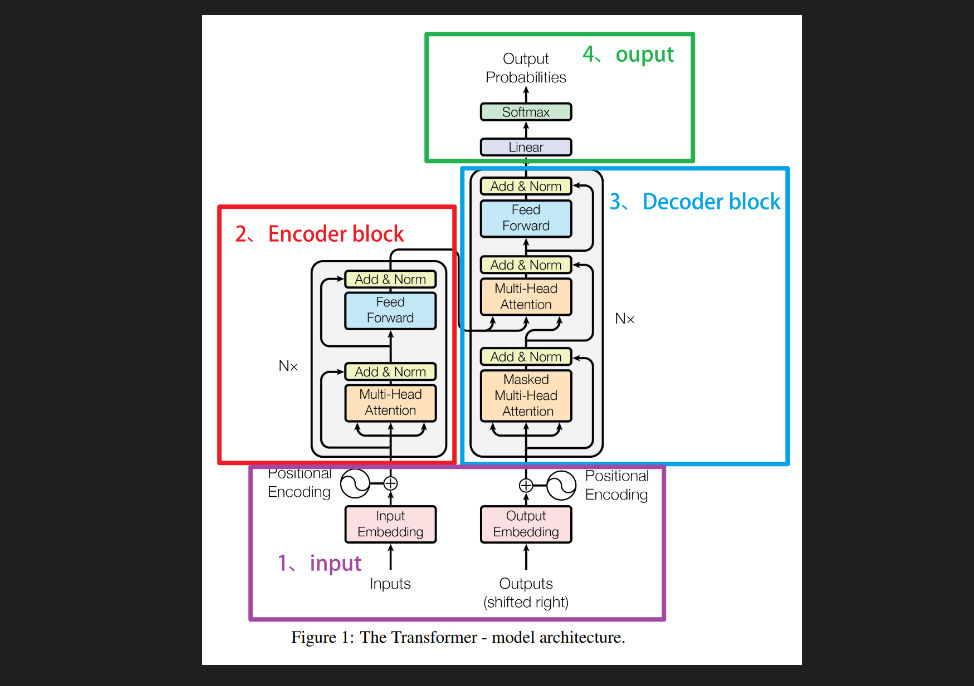 Output
Probabilities
4、ouput
Softmax
Linear
3、Decoder block
Add & Norm
Feed
Forward
Add & Norm
Multi-Head
Attention
Nx
Add & Norm
Masked
Multi-Head
Attention
2、Encoder block
Add & Norm
Feed
Forward
Nx
Add & Norm
Multi-Head
Attention
Positional
Encoding
Positional
Encoding
Input
Embedding
Output
Embedding
1、input
Inputs
Outputs
(shifted right)
Figure 1: The Transformer - model architecture.